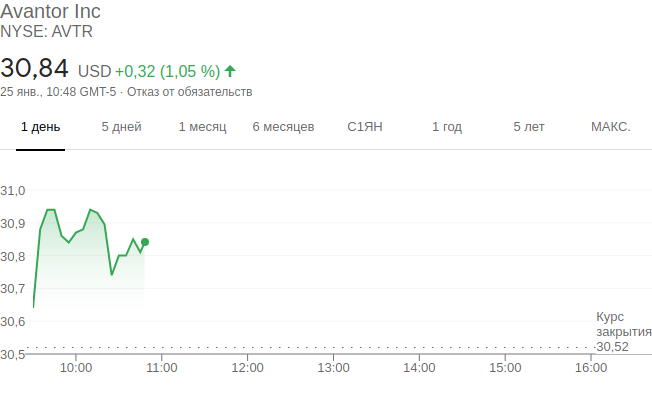 Avantor Inc
NYSE: AVTR
30,84 USD +0,32 (1,05 %)
25 янв., 10:48 GMT-5 · Отказ от обязательств
1 день 5 дней 1 месяц 6 месяцев С1ЯН 1 год 5 лет МАКС.
31,0
30,9
30,8
30,7
30,6
30,5
Курс
закрытия
30,52
10:00 11:00 12:00 13:00 14:00 15:00 16:00